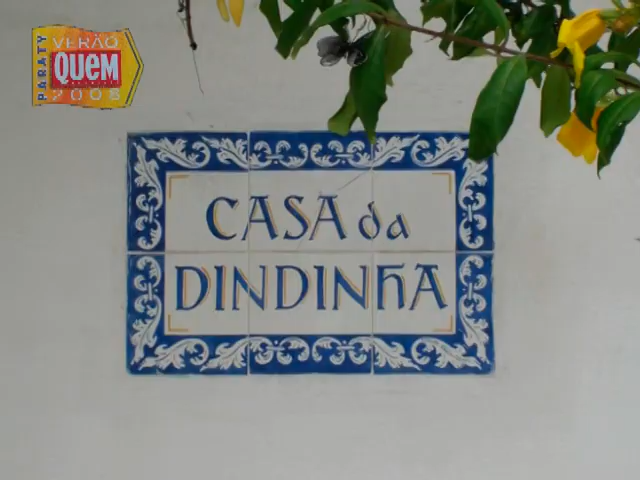 PARATY
VERÃO
QUEM
2008
CASA da
DINDINHA